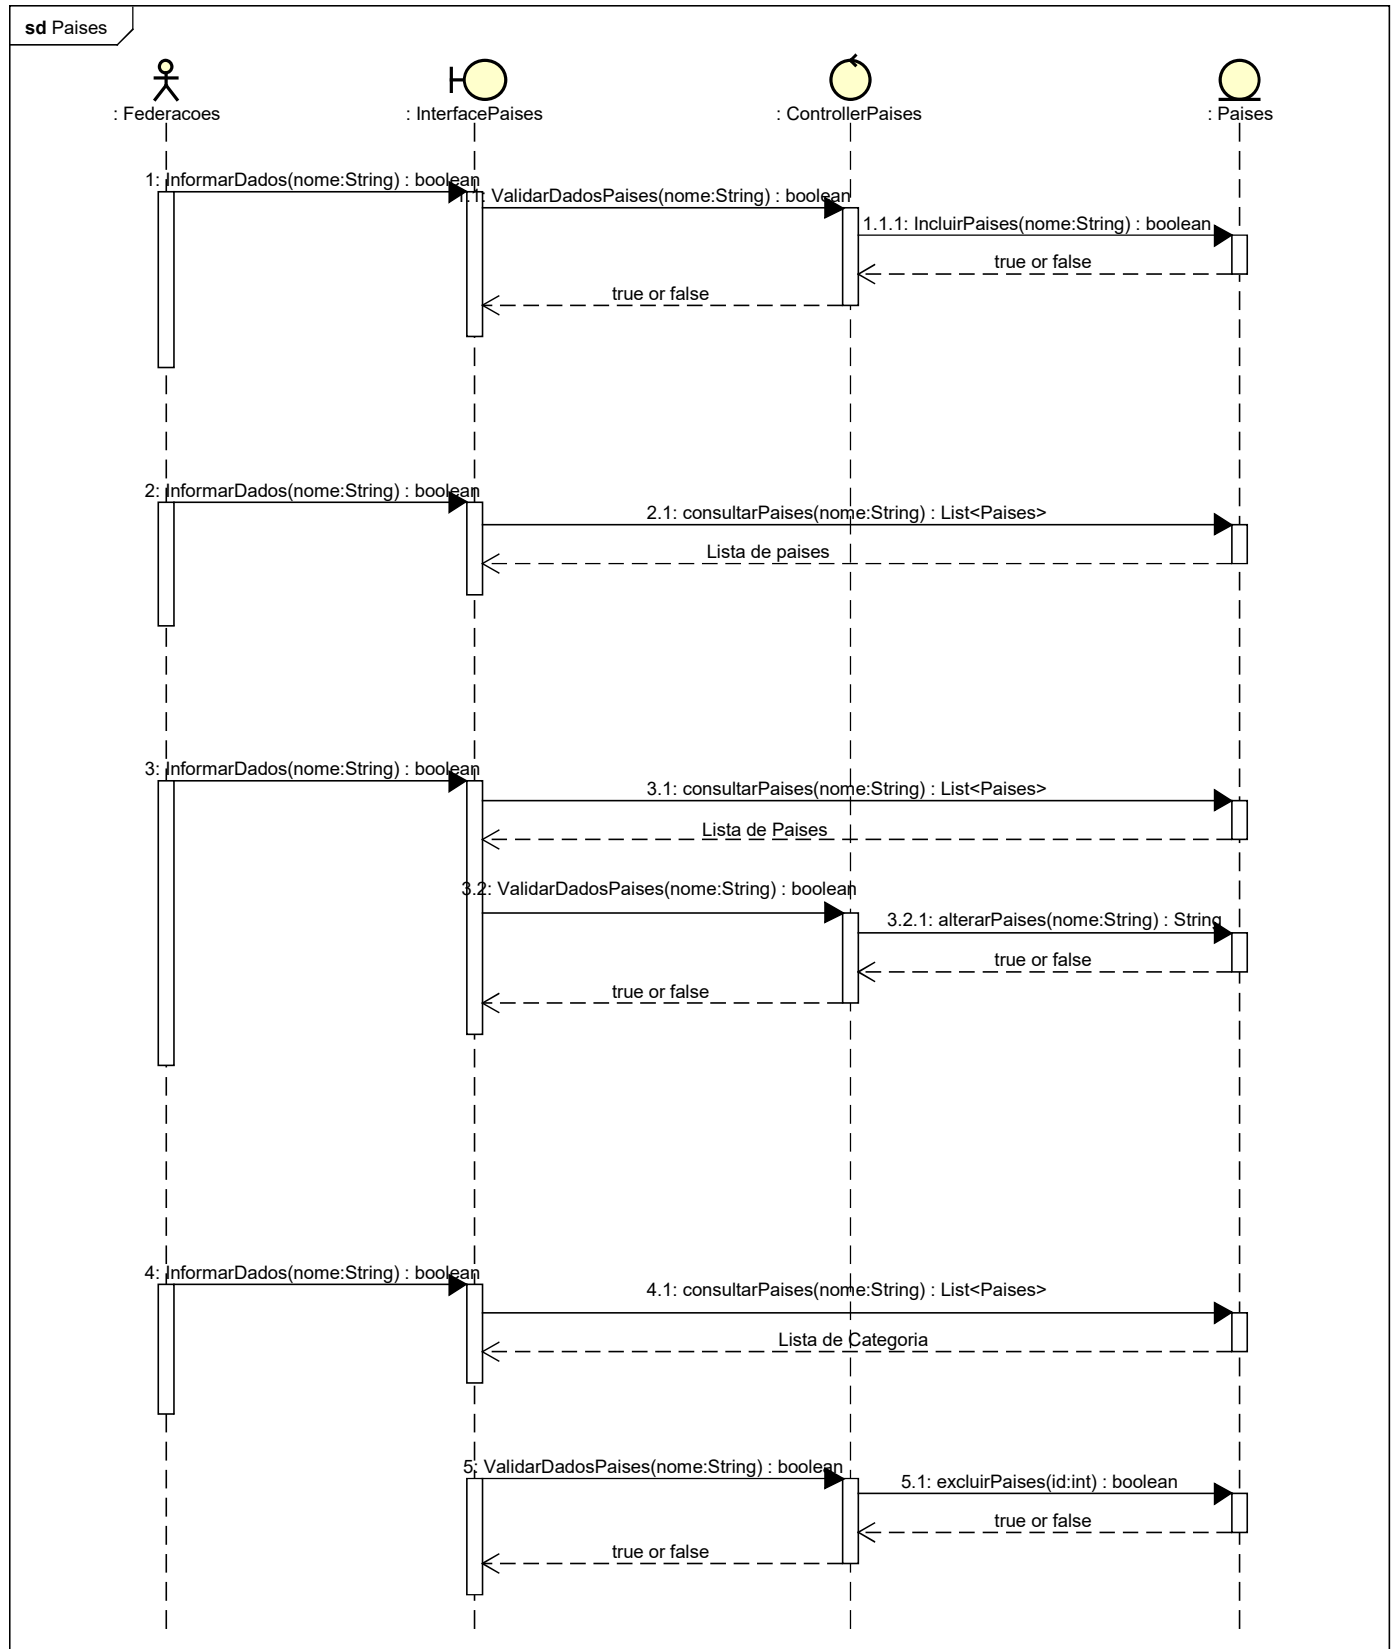 sd Paises
: Federacoes
: InterfacePaises
: ControllerPaises
: Paises
1: InformarDados(nome:String) : boolean
1.1: ValidarDadosPaises(nome:String) : boolean
1.1.1: IncluirPaises(nome:String) : boolean
true or false
true or false
2: InformarDados(nome:String) : boolean
2.1: consultarPaises(nome:String) : List<Paises>
Lista de paises
3: InformarDados(nome:String) : boolean
3.1: consultarPaises(nome:String) : List<Paises>
Lista de Paises
3.2: ValidarDadosPaises(nome:String) : boolean
3.2.1: alterarPaises(nome:String) : String
true or false
true or false
4: InformarDados(nome:String) : boolean
4.1: consultarPaises(nome:String) : List<Paises>
Lista de Categoria
5: ValidarDadosPaises(nome:String) : boolean
5.1: excluirPaises(id:int) : boolean
true or false
true or false